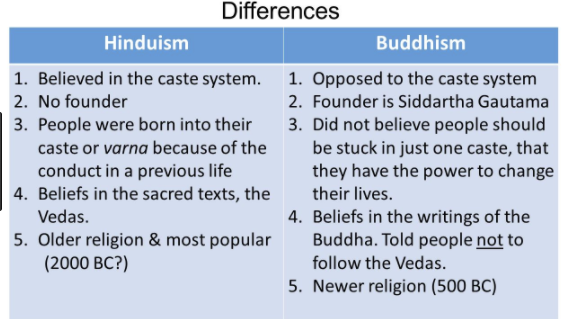 Differences
Hinduism
1. Believed in the caste system.
2. No founder
3. People were born into their
caste or varna because of the
conduct in a previous life
4. Beliefs in the sacred texts, the
Vedas.
5. Older religion & most popular
(2000 BC?)
Buddhism
1. Opposed to the caste system
2. Founder is Siddartha Gautama
3. Did not believe people should
be stuck in just one caste, that
they have the power to change
their lives.
4. Beliefs in the writings of the
Buddha. Told people not to
follow the Vedas.
5. Newer religion (500 BC)